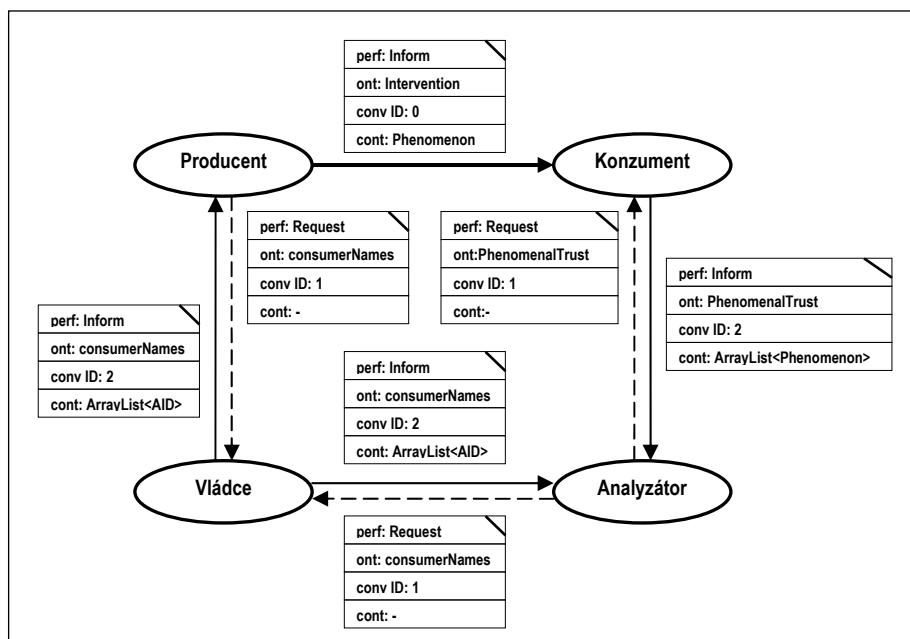 perf: Inform
ont: Intervention
conv ID: 0
cont: Phenomenon
Producent
Konzument
perf: Request
ont: consumerNames
conv ID: 1
cont: -
perf: Request
ont:PhenomenalTrust
conv ID: 1
cont:-
perf: Inform
ont: PhenomenalTrust
conv ID: 2
cont: ArrayList<Phenomenon>
perf: Inform
ont: consumerNames
conv ID: 2
cont: ArrayList<AID>
perf: Inform
ont: consumerNames
conv ID: 2
cont: ArrayList<AID>
Vládce
Analyzátor
perf: Request
ont: consumerNames
conv ID: 1
cont: -